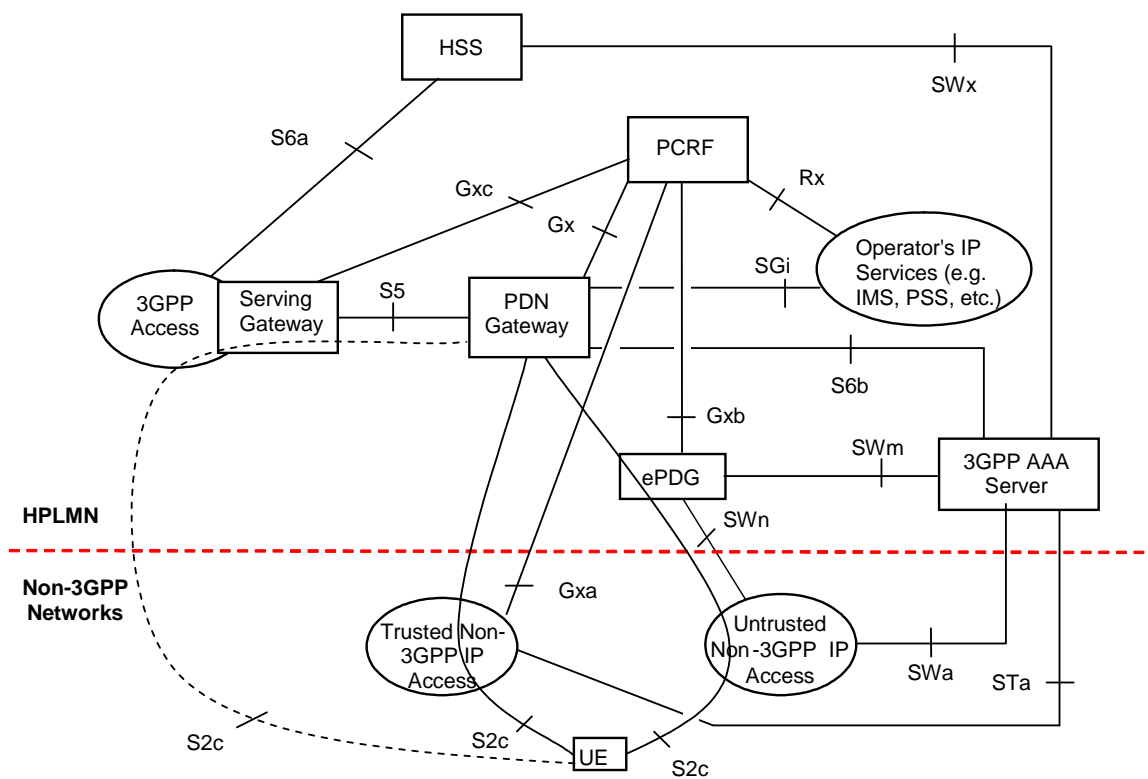 HSS
SWx
S6a
PCRF
Rx
Gxc
Gx
Operator's IP
Services (e.g.
IMS, PSS, etc.)
SGi
3GPP
Access
Serving
Gateway
S5
PDN
Gateway
S6b
Gxb
SWm
3GPP AAA
Server
ePDG
HPLMN
SWn
Non-3GPP
Networks
Gxa
Trusted Non-
3GPP IP
Access
Untrusted
Non-3GPP IP
Access
SWa
STa
S2c
S2c
UE
S2c